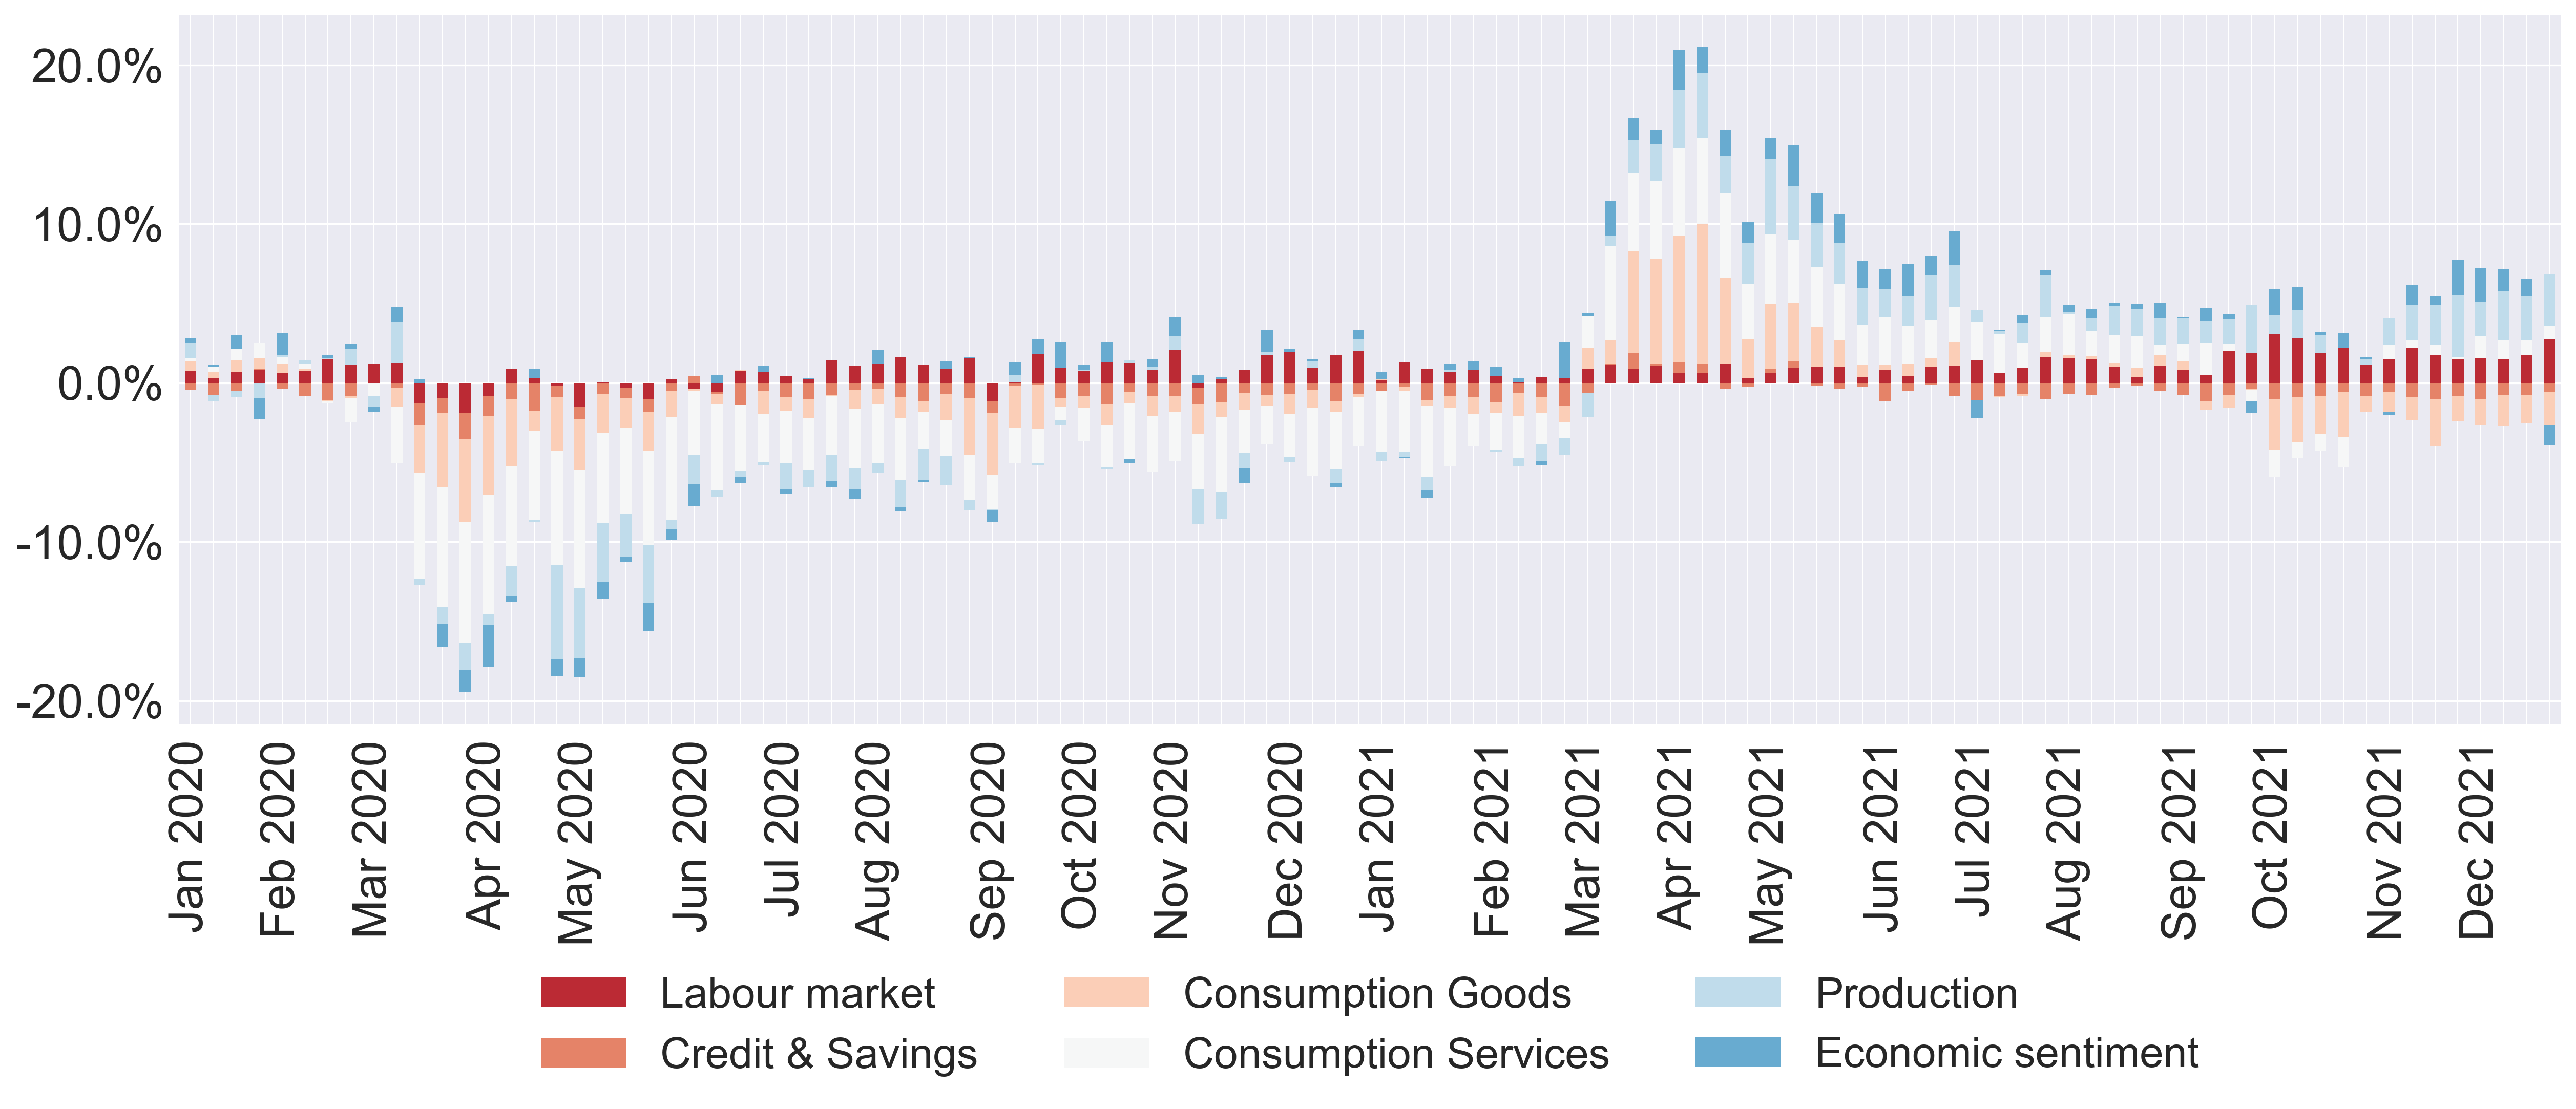 20.0%
10.0%
0.0%
-10.0%
-20.0%
Jan 2020
Feb 2020
Mar 2020
Apr 2020
May 2020
Jun 2020
Jul 2020
Aug 2020
Sep 2020
Oct 2020
Nov 2020
Dec 2020
Jan 2021
Feb 2021
Mar 2021
Apr 2021
May 2021
Jun 2021
Jul 2021
Aug 2021
Sep 2021
Oct 2021
Nov 2021
Dec 2021
Labour market
Credit & Savings
Consumption Goods
Consumption Services
Production
Economic sentiment